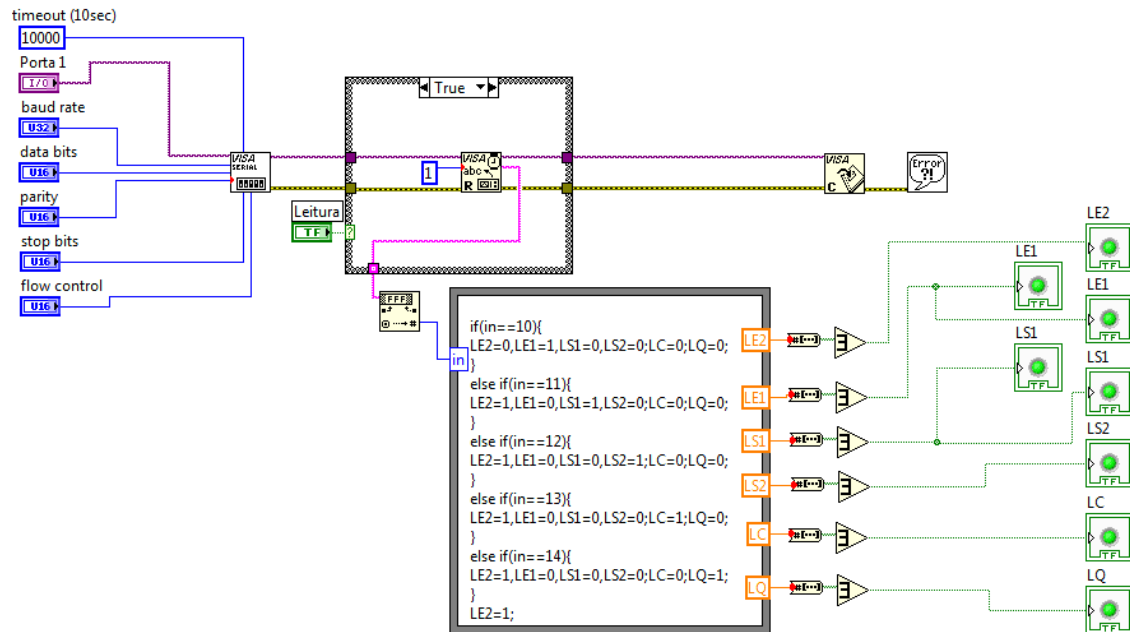 timeout (10sec)
10000
Porta 1
I/O
baud rate
U32
data bits
U16
parity
U16
stop bits
U16
flow control
U16
VISA
SERIAL
True
1
VISA
abc
R
Leitura
TF
?
VISA
C
Error
?!
FFF
#
in
if(in==10){
LE2=0,LE1=1,LS1=0,LS2=0;LC=0;LQ=0;
}
else if(in==11){
LE2=1,LE1=0,LS1=1,LS2=0;LC=0;LQ=0;
}
else if(in==12){
LE2=1,LE1=0,LS1=0,LS2=1;LC=0;LQ=0;
}
else if(in==13){
LE2=1,LE1=0,LS1=0,LS2=0;LC=1;LQ=0;
}
else if(in==14){
LE2=1,LE1=0,LS1=0,LS2=0;LC=0;LQ=1;
}
LE2=1;
LE2
LE1
LS1
LS2
LC
LQ
#[...]
#[...]
#[...]
#[...]
#[...]
#[...]
LE2
TF
LE1
TF
LE1
TF
LS1
TF
LS1
TF
LS2
TF
LC
TF
LQ
TF